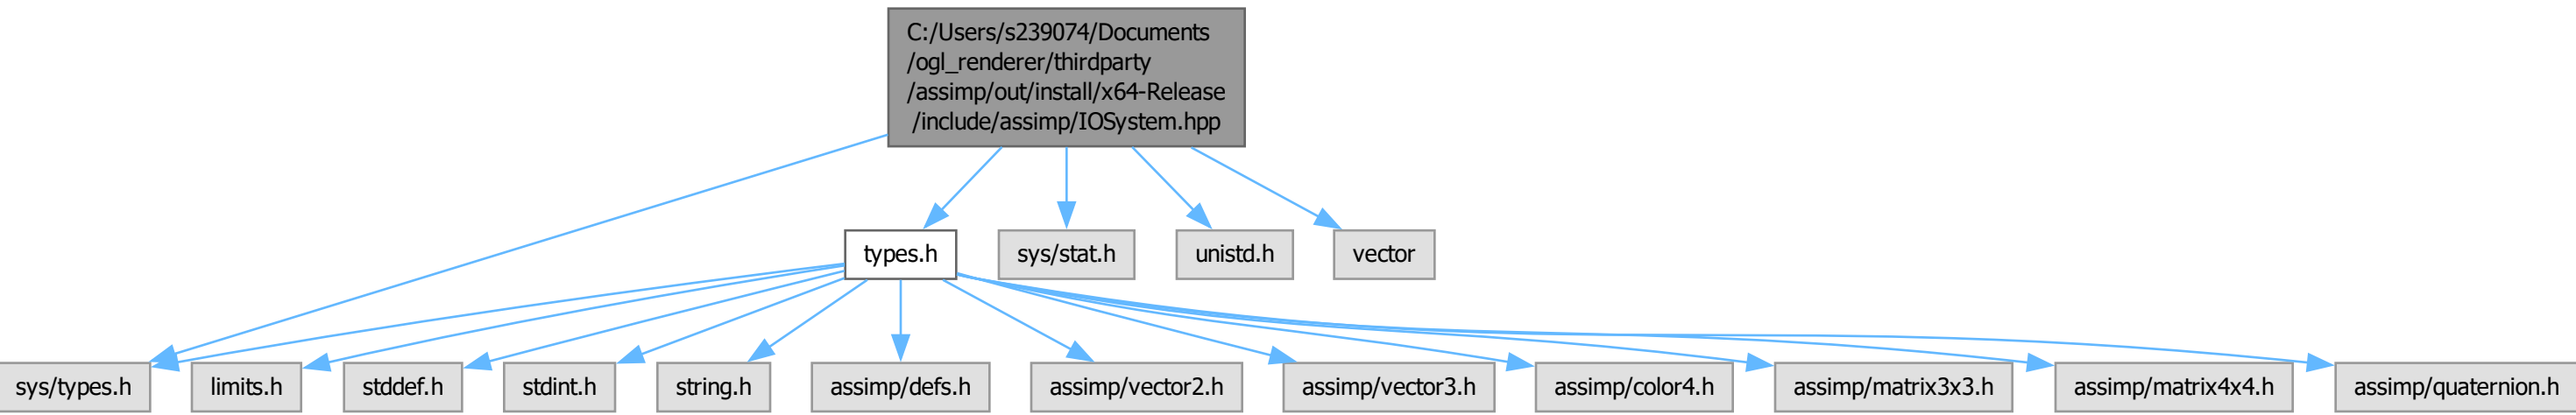 C:/Users/s239074/Documents
/ogl_renderer/thirdparty
/assimp/out/install/x64-Release
/include/assimp/IOSystem.hpp
types.h
sys/stat.h
unistd.h
vector
sys/types.h
limits.h
stddef.h
stdint.h
string.h
assimp/defs.h
assimp/vector2.h
assimp/vector3.h
assimp/color4.h
assimp/matrix3x3.h
assimp/matrix4x4.h
assimp/quaternion.h